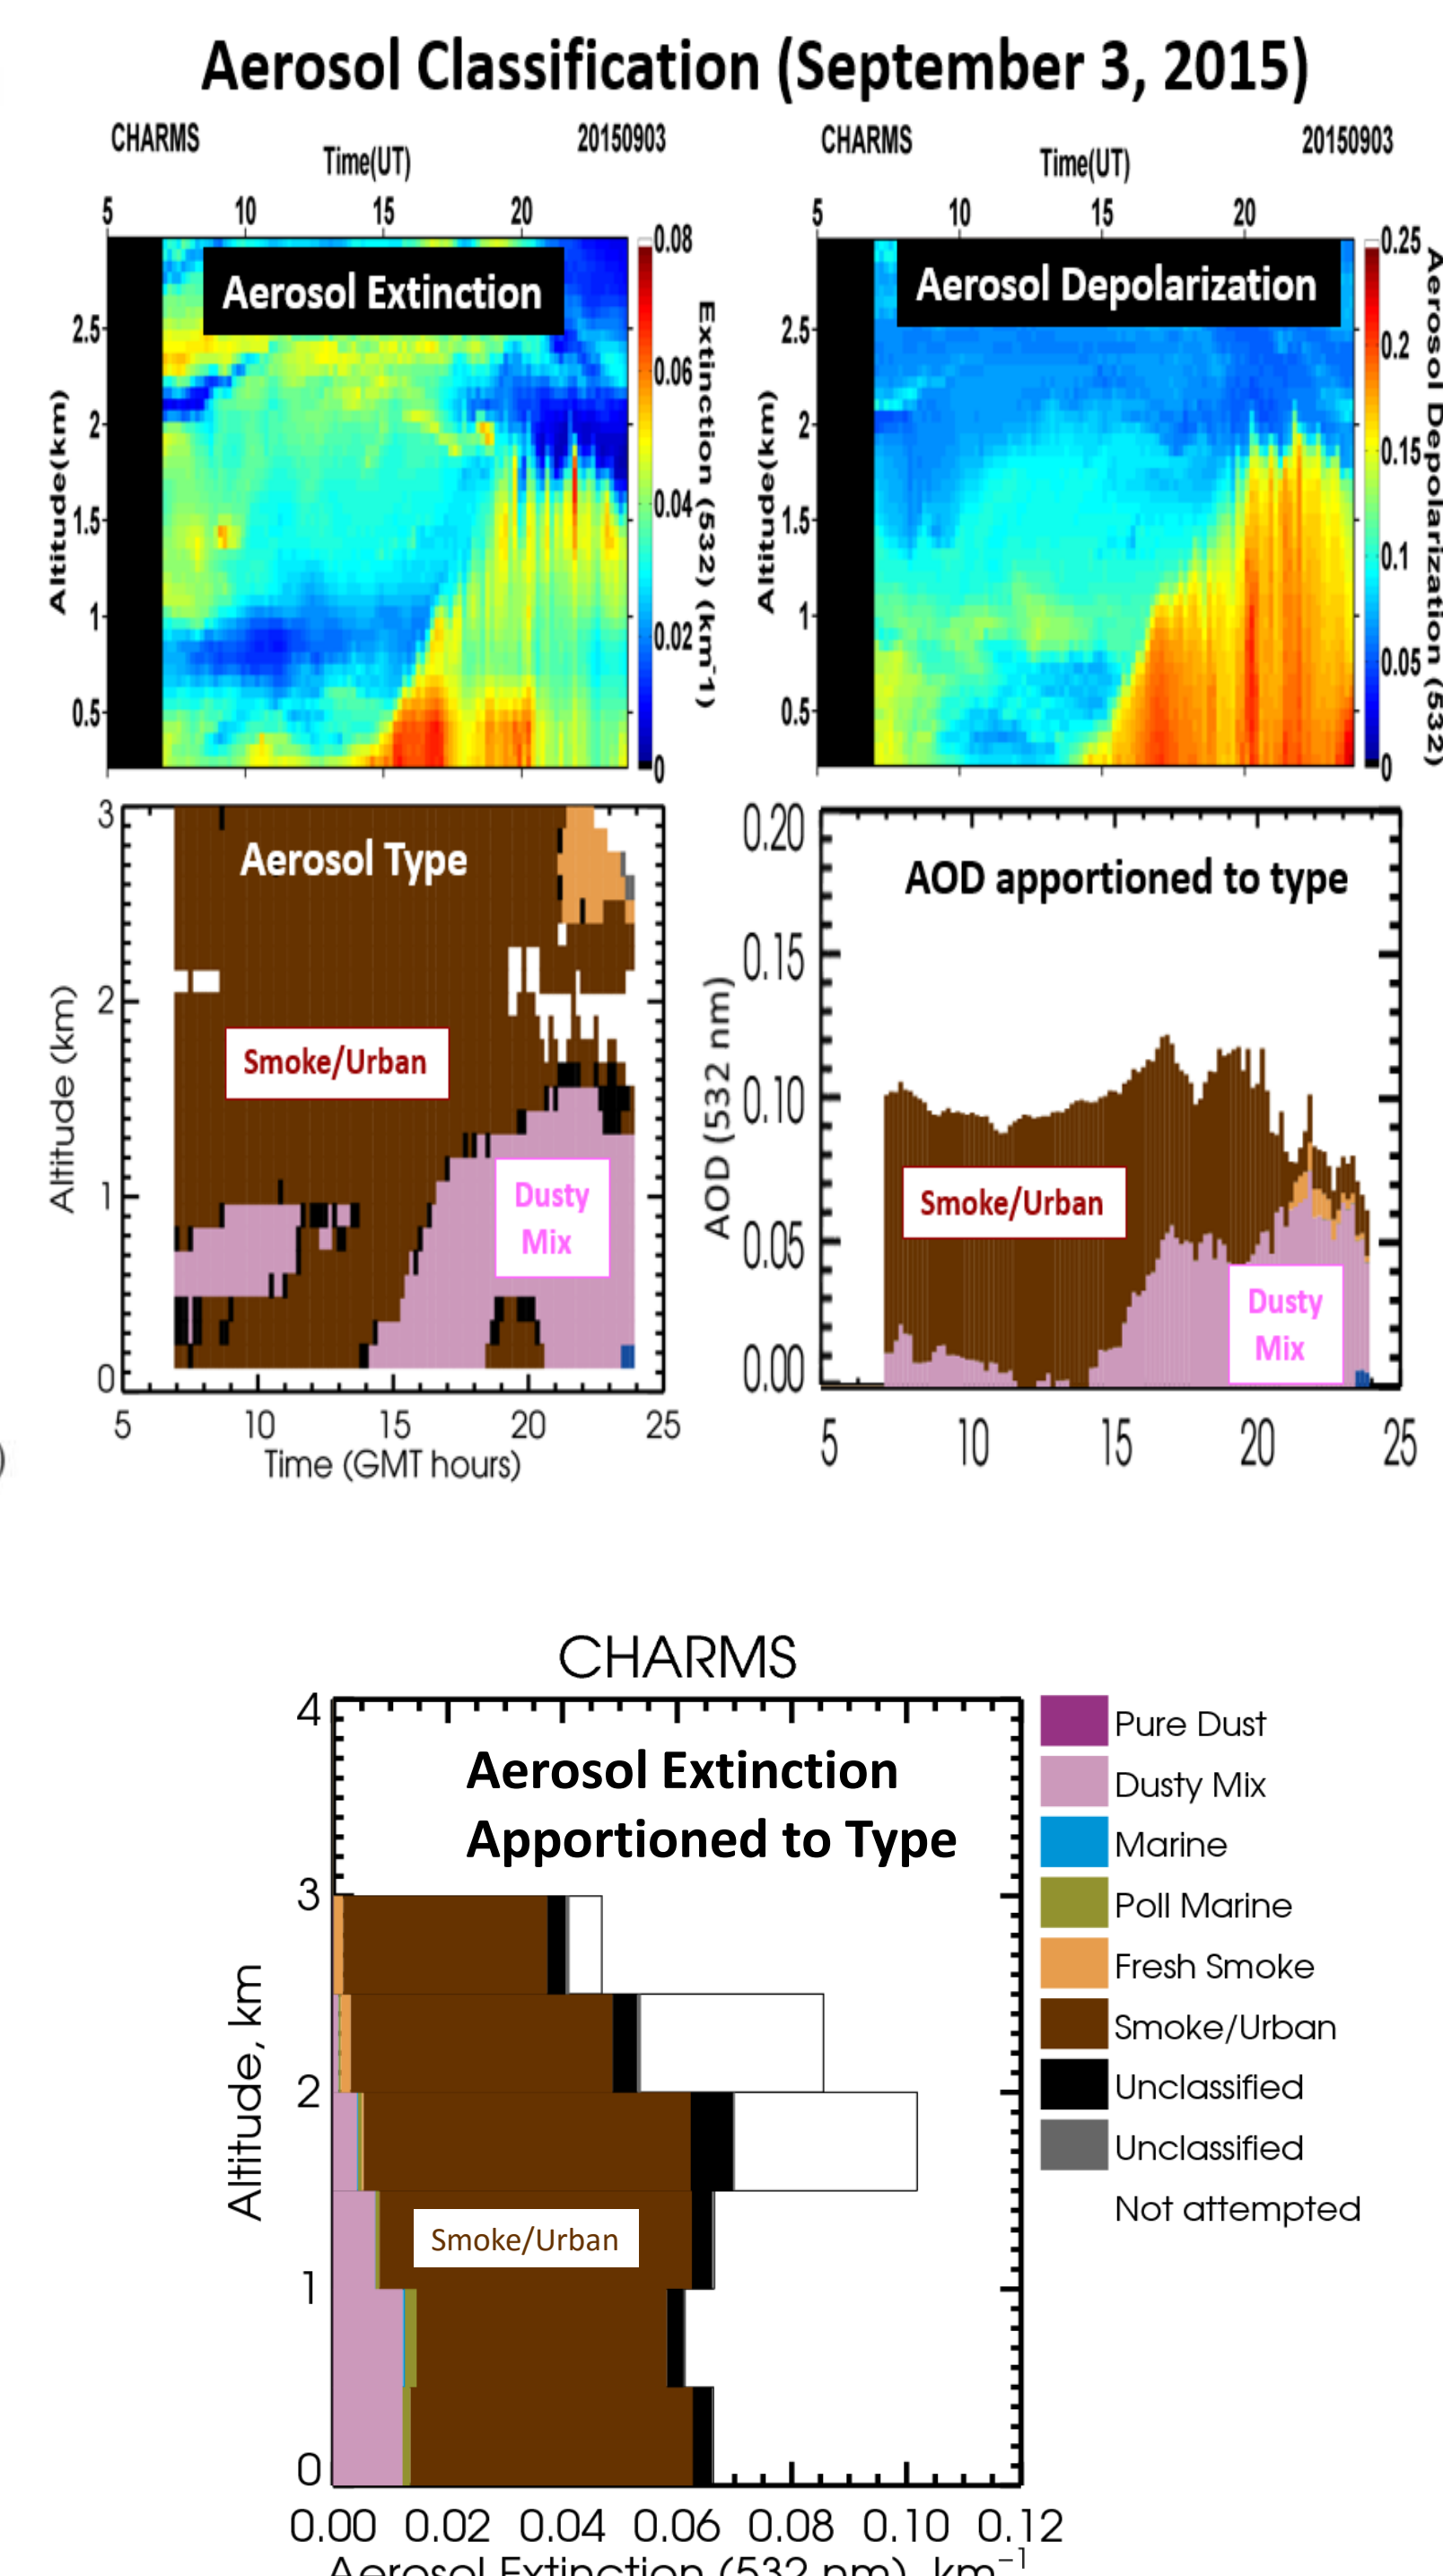 Aerosol Classification (September 3, 2015)
CHARMS 20150903 CHARMS 20150903
Time(UT) Time(UT)
5 10 15 20 5 10 15 20
Aerosol Extinction
0.08
0.06
0.04
0.02
0
Extinction (532) (km-1)
2.5
2
1.5
1
0.5
Altitude(km)
Aerosol Depolarization
0.25
0.2
0.15
0.1
0.05
0
Aerosol Depolarization (532)
2.5
2
1.5
1
0.5
Altitude(km)
Aerosol Type
Smoke/Urban
Dusty
Mix
3
2
1
0
Altitude (km)
5 10 15 20 25
Time (GMT hours)
AOD apportioned to type
Smoke/Urban
Dusty
Mix
0.20
0.15
0.10
0.05
0.00
AOD (532 nm)
5 10 15 20 25
)
CHARMS
Aerosol Extinction
Apportioned to Type
Smoke/Urban
4
3
2
1
0
Altitude, km
0.00 0.02 0.04 0.06 0.08 0.10 0.12
Aerosol Extinction (532 nm), km−1
Pure Dust
Dusty Mix
Marine
Poll Marine
Fresh Smoke
Smoke/Urban
Unclassified
Unclassified
Not attempted